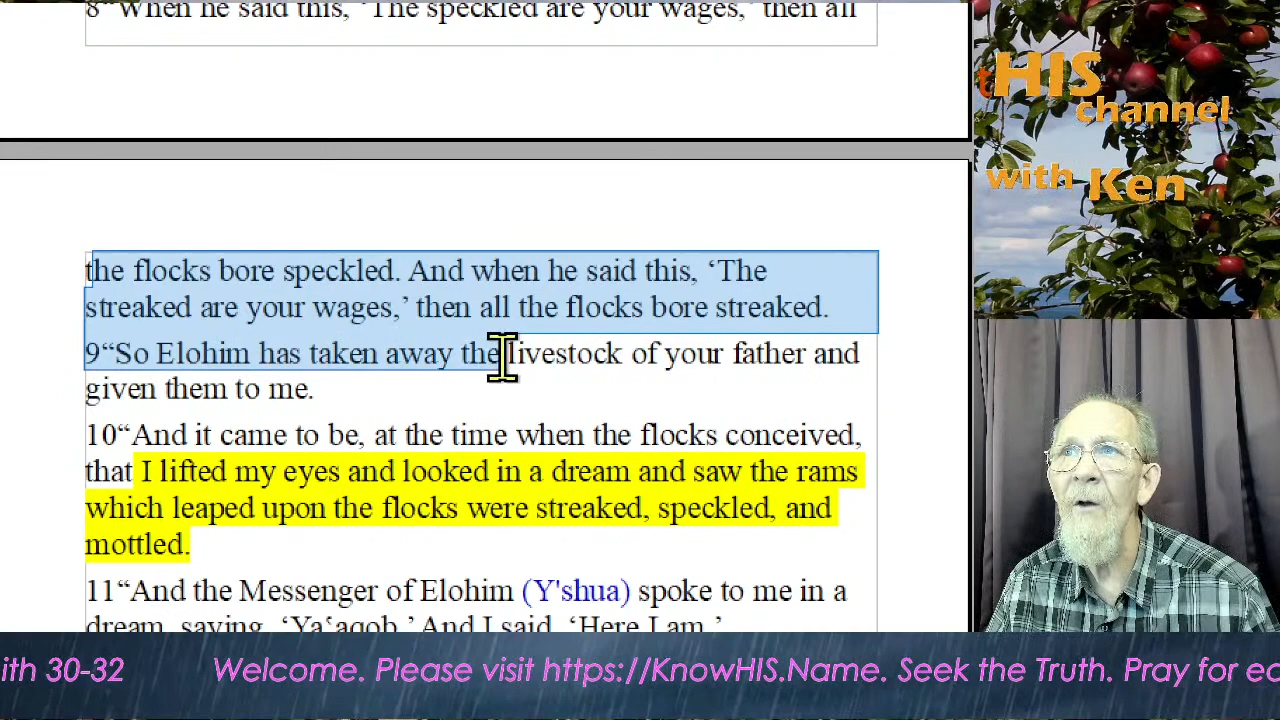 8“When he said this, ‘The speckled are your wages,’ then all
the flocks bore speckled. And when he said this, ‘The
streaked are your wages,’ then all the flocks bore streaked.
9“So Elohim has taken away the livestock of your father and
given them to me.
10“And it came to be, at the time when the flocks conceived,
that I lifted my eyes and looked in a dream and saw the rams
which leaped upon the flocks were streaked, speckled, and
mottled.
11“And the Messenger of Elohim (Y'shua) spoke to me in a
dream, saying, ‘Ya‛aqob.’ And I said, ‘Here I am.’
tHIS
channel
with Ken
ith 30-32 Welcome. Please visit https://KnowHIS.Name. Seek the Truth. Pray for ea